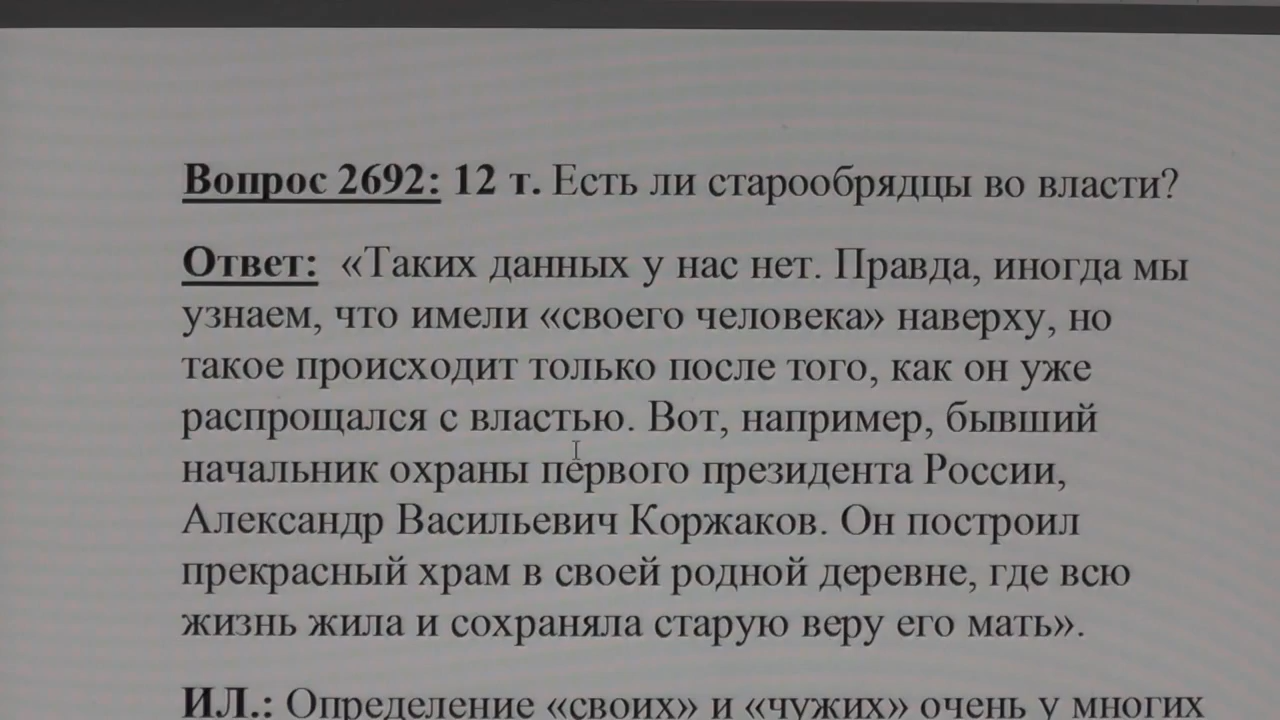 Вопрос 2692: 12 т. Есть ли старообрядцы во власти?
Ответ: «Таких данных у нас нет. Правда, иногда мы
узнаем, что имели «своего человека» наверху, но
такое происходит только после того, как он уже
распрощался с властью. Вот, например, бывший
начальник охраны первого президента России,
Александр Васильевич Коржаков. Он построил
прекрасный храм в своей родной деревне, где всю
жизнь жила и сохраняла старую веру его мать».
ИЛ.: Определение «своих» и «чужих» очень у многих